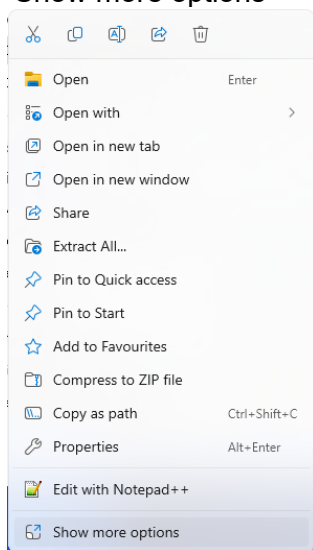 Show more options
Open Enter
Open with
Open in new tab
Open in new window
Share
Extract All...
Pin to Quick access
Pin to Start
Add to Favourites
Compress to ZIP file
Copy as path Ctrl+Shift+C
Properties Alt+Enter
Edit with Notepad++
Show more options